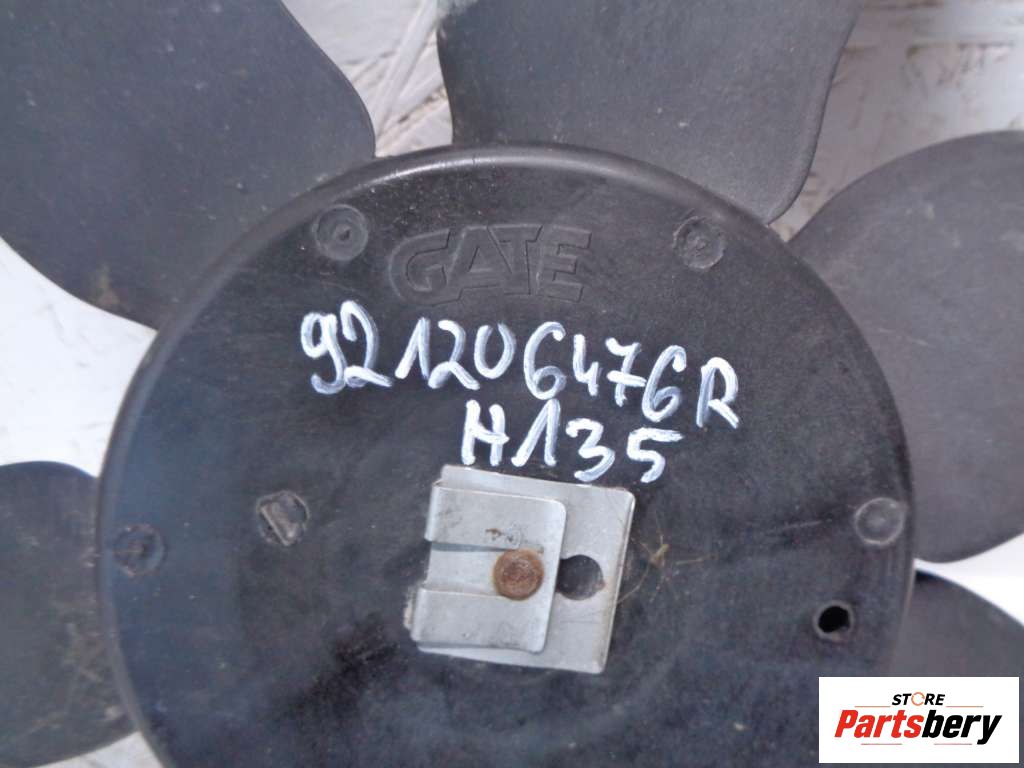 GATE
921206476R
H135
STORE
Partsbery